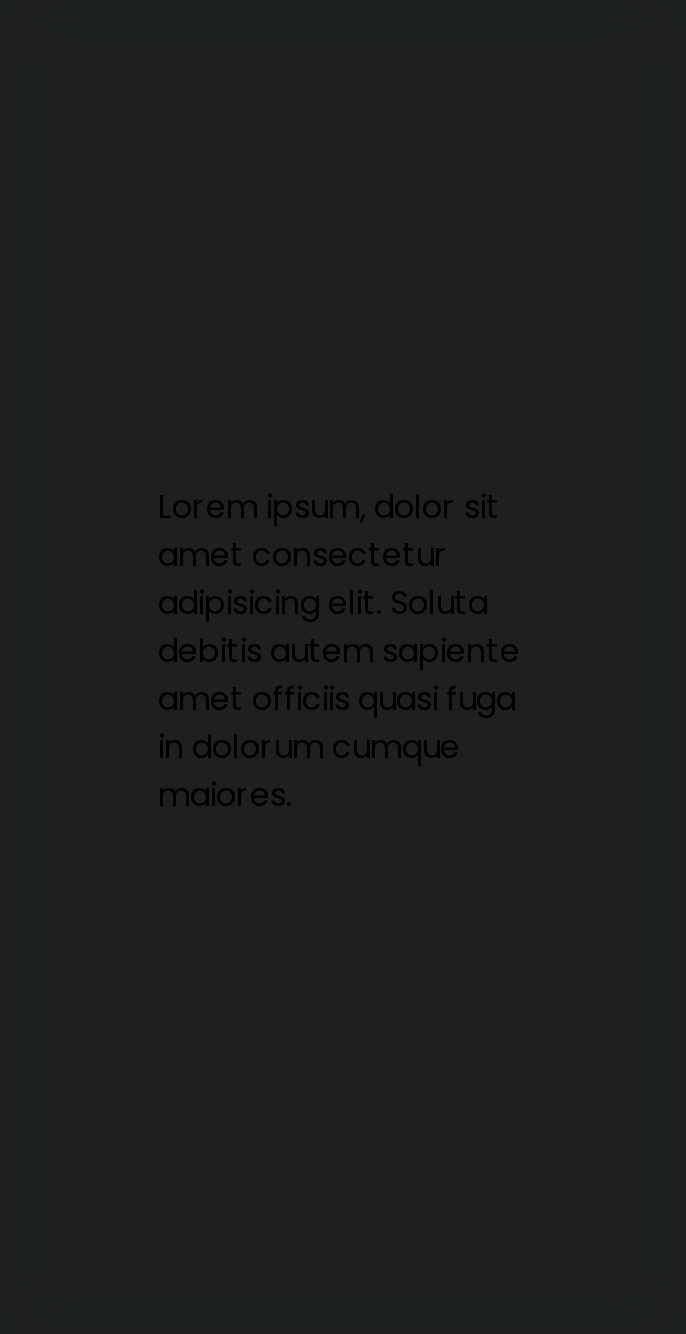 Lorem ipsum, dolor sit
amet consectetur
adipisicing elit. Soluta
debitis autem sapiente
amet officiis quasi fuga
in dolorum cumque
maiores.